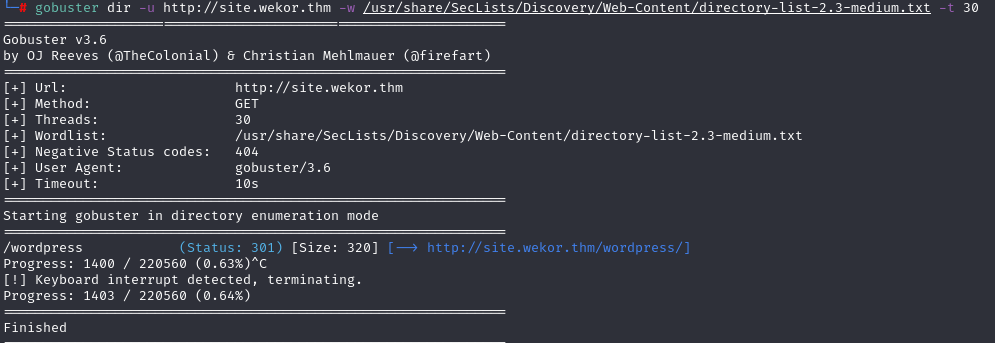 └─# gobuster dir -u http://site.wekor.thm -w /usr/share/SecLists/Discovery/Web-Content/directory-list-2.3-medium.txt -t 30
===============================================================
Gobuster v3.6
by OJ Reeves (@TheColonial) & Christian Mehlmauer (@firefart)
===============================================================
[+] Url:                     http://site.wekor.thm
[+] Method:                  GET
[+] Threads:                 30
[+] Wordlist:                /usr/share/SecLists/Discovery/Web-Content/directory-list-2.3-medium.txt
[+] Negative Status codes:   404
[+] User Agent:              gobuster/3.6
[+] Timeout:                 10s
===============================================================
Starting gobuster in directory enumeration mode
===============================================================
/wordpress            (Status: 301) [Size: 320] [--> http://site.wekor.thm/wordpress/]
Progress: 1400 / 220560 (0.63%)^C
[!] Keyboard interrupt detected, terminating.
Progress: 1403 / 220560 (0.64%)
===============================================================
Finished
===============================================================